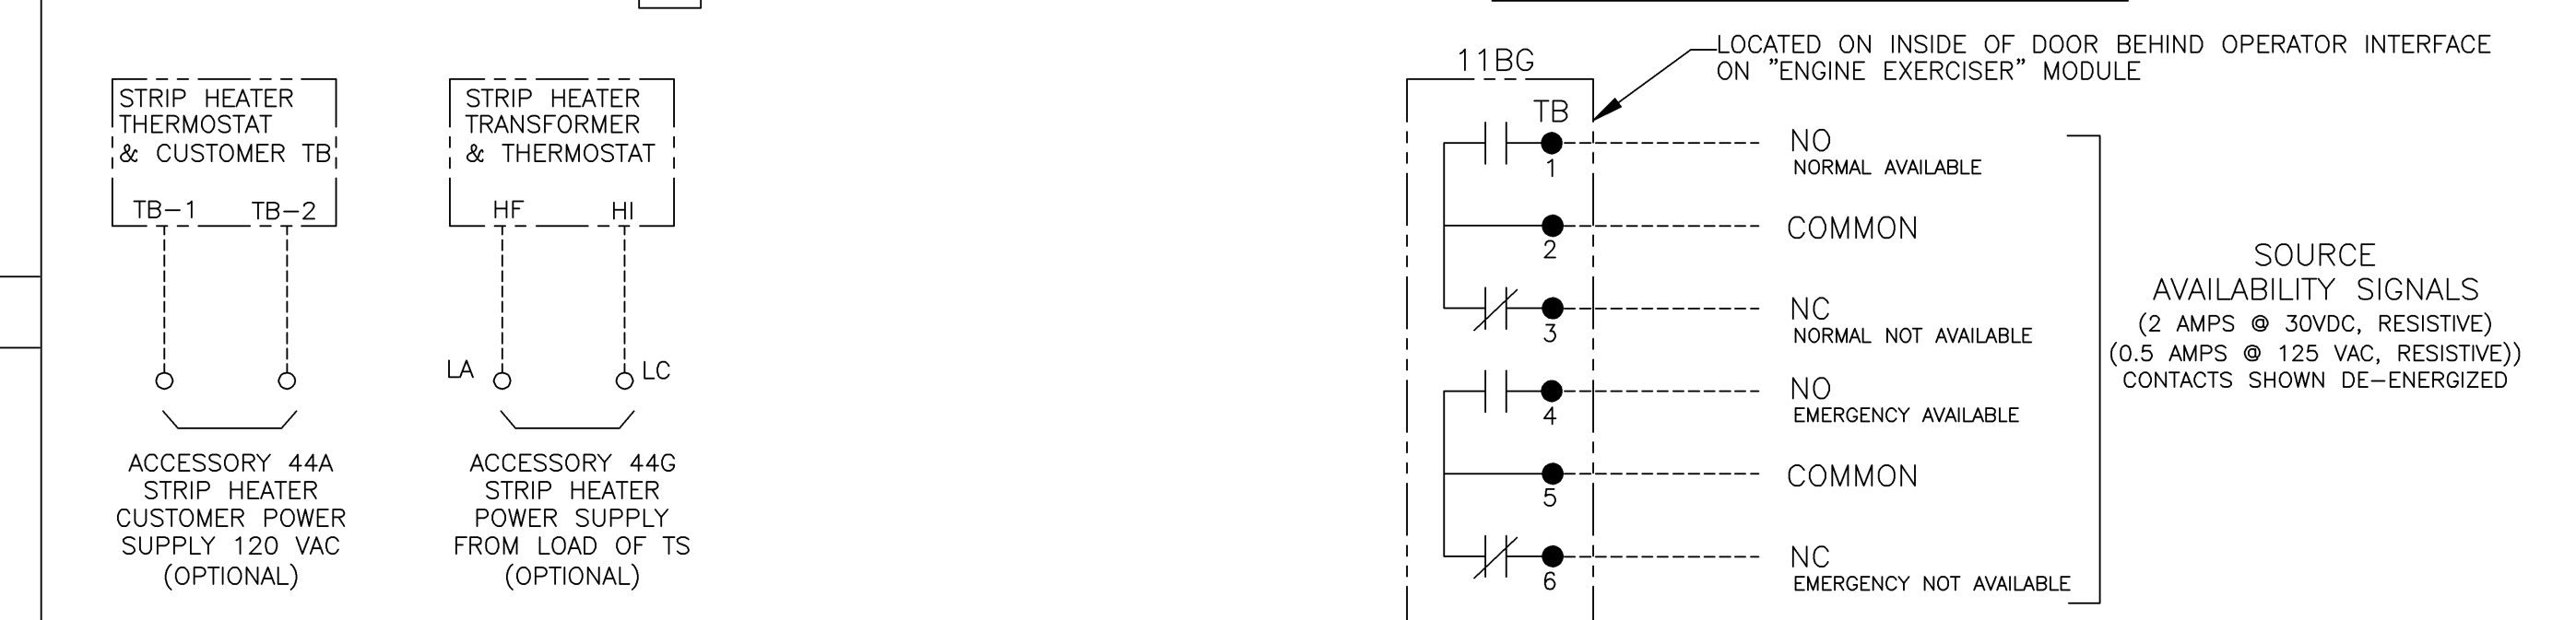 STRIP HEATER
THERMOSTAT
& CUSTOMER TB
TB-1 TB-2
ACCESSORY 44A
STRIP HEATER
CUSTOMER POWER
SUPPLY 120 VAC
(OPTIONAL)
STRIP HEATER
TRANSFORMER
& THERMOSTAT
HF HI
LA LC
ACCESSORY 44G
STRIP HEATER
POWER SUPPLY
FROM LOAD OF TS
(OPTIONAL)
11BG
LOCATED ON INSIDE OF DOOR BEHIND OPERATOR INTERFACE
ON "ENGINE EXERCISER" MODULE
TB
1
NO
NORMAL AVAILABLE
2
COMMON
3
NC
NORMAL NOT AVAILABLE
4
NO
EMERGENCY AVAILABLE
5
COMMON
6
NC
EMERGENCY NOT AVAILABLE
SOURCE
AVAILABILITY SIGNALS
(2 AMPS @ 30VDC, RESISTIVE)
(0.5 AMPS @ 125 VAC, RESISTIVE))
CONTACTS SHOWN DE-ENERGIZED